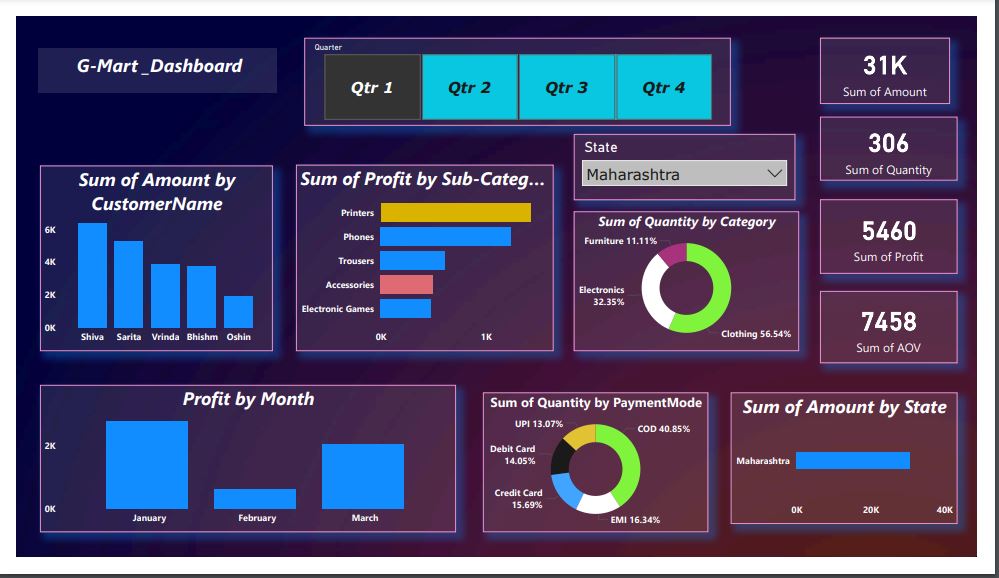 G-Mart _Dashboard
Quarter
Qtr 1
Qtr 2
Qtr 3
Qtr 4
31K
Sum of Amount
306
Sum of Quantity
5460
Sum of Profit
7458
Sum of AOV
State
Maharashtra
Sum of Amount by
CustomerName
6K
4K
2K
0K
Shiva
Sarita
Vrinda
Bhishm
Oshin
Sum of Profit by Sub-Categ...
Printers
Phones
Trousers
Accessories
Electronic Games
0K
1K
Sum of Quantity by Category
Furniture 11.11%
Electronics
32.35%
Clothing 56.54%
Profit by Month
2K
0K
January
February
March
Sum of Quantity by PaymentMode
UPI 13.07%
COD 40.85%
Debit Card
14.05%
Credit Card
15.69%
EMI 16.34%
Sum of Amount by State
Maharashtra
0K
20K
40K